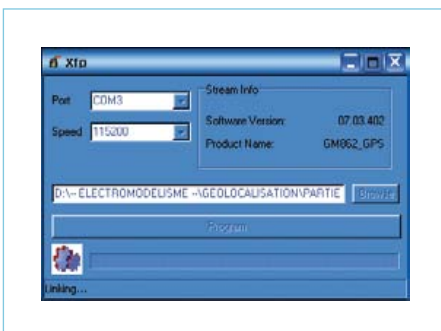 Xfp
Port COM3
Speed 115200
Stream Info
Software Version: 07.03.402
Product Name: GM862_GPS
D:\-- ELECTROMODELISME --\GEOLOCALISATION\PARTIE Browse
Program
Linking...